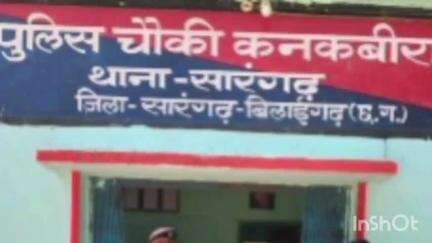 पुलिस चौकी कनकबीरा
थाना-सारंगढ़
जिला-सारंगढ़-बिलाईगढ़ (छ.ग.)
InShOt